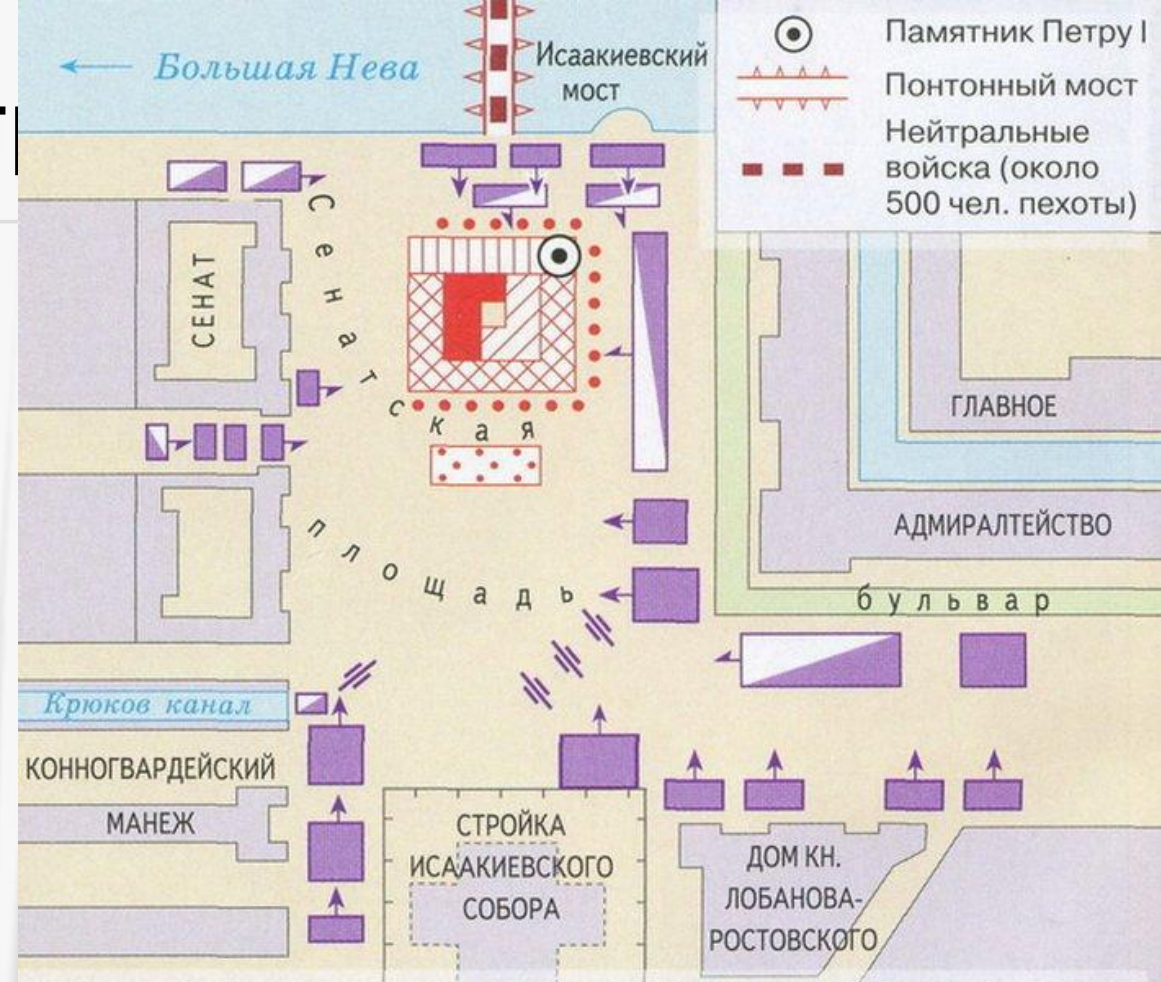 Большая Нева
Исаакиевский
мост
Памятник Петру I
Понтонный мост
Нейтральные
войска (около
500 чел. пехоты)
СЕНАТ
Сенатская
площадь
ГЛАВНОЕ
АДМИРАЛТЕЙСТВО
бульвар
Крюков канал
КОННОГВАРДЕЙСКИЙ
МАНЕЖ
СТРОЙКА
ИСААКИЕВСКОГО
СОБОРА
ДОМ КН.
ЛОБАНОВА-
РОСТОВСКОГО